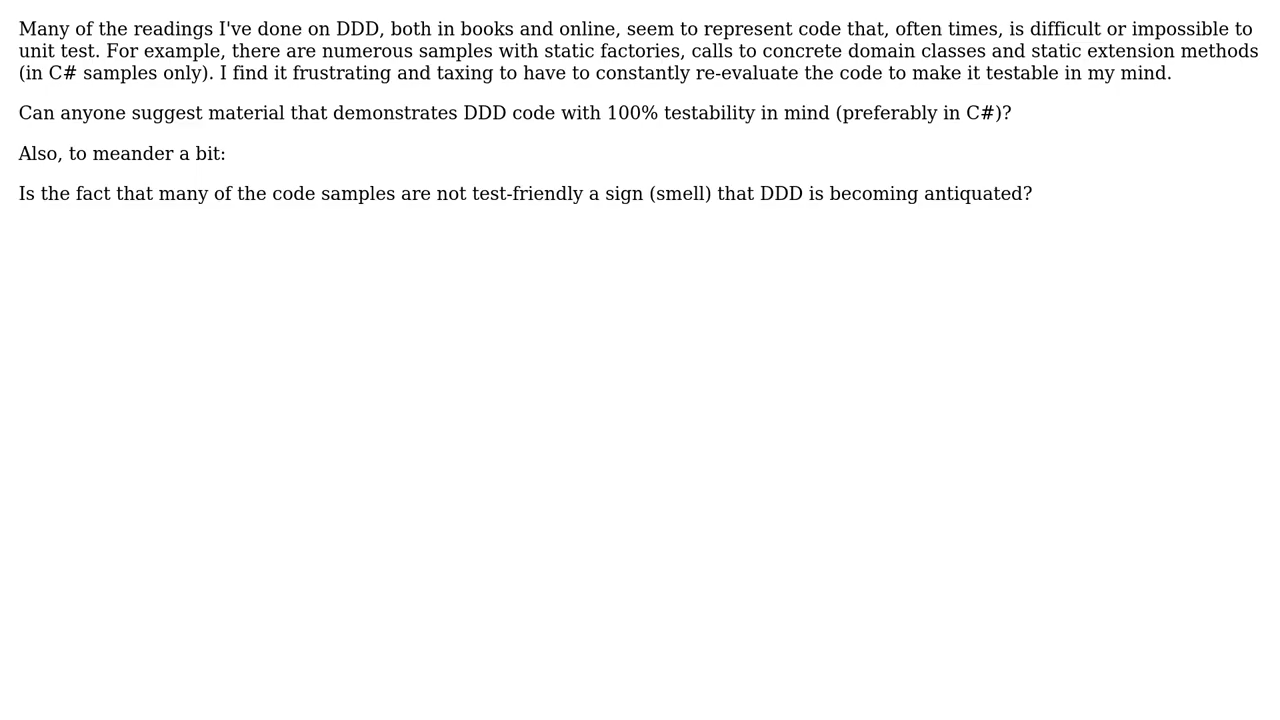 Many of the readings I've done on DDD, both in books and online, seem to represent code that, often times, is difficult or impossible to
unit test. For example, there are numerous samples with static factories, calls to concrete domain classes and static extension methods
(in C# samples only). I find it frustrating and taxing to have to constantly re-evaluate the code to make it testable in my mind.
Can anyone suggest material that demonstrates DDD code with 100% testability in mind (preferably in C#)?
Also, to meander a bit:
Is the fact that many of the code samples are not test-friendly a sign (smell) that DDD is becoming antiquated?